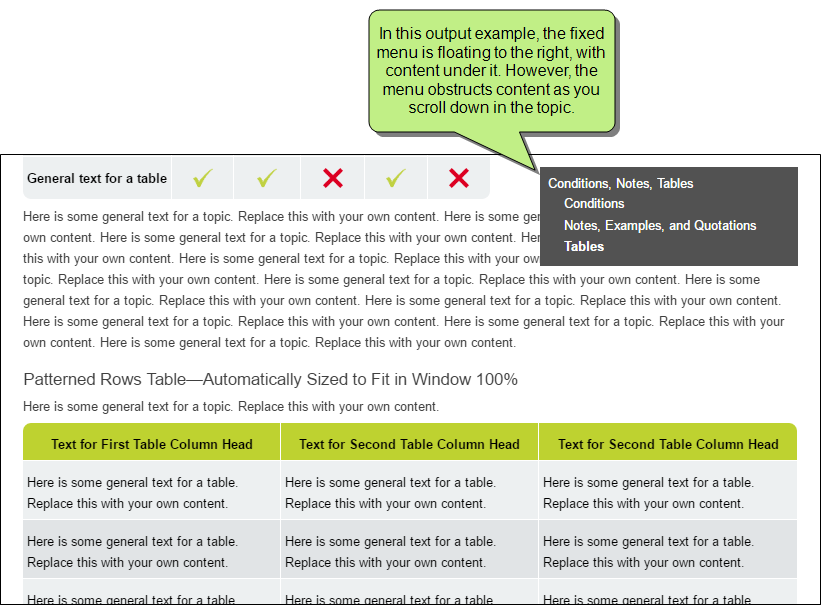 In this output example, the fixed
menu is floating to the right, with
content under it. However, the
menu obstructs content as you
scroll down in the topic.
General text for a table
Conditions, Notes, Tables
Conditions
Notes, Examples, and Quotations
Tables
Here is some general text for a topic. Replace this with your own content. Here is some
own content. Here is some general text for a topic. Replace this with your own content.
this with your own content. Here is some general text for a topic. Replace this with your
topic. Replace this with your own content. Here is some general text for a topic. Replace this with your own content. Here is some
general text for a topic. Replace this with your own content. Here is some general text for a topic. Replace this with your own content.
Here is some general text for a topic. Replace this with your own content. Here is some general text for a topic. Replace this with your
own content. Here is some general text for a topic. Replace this with your own content.
Patterned Rows Table—Automatically Sized to Fit in Window 100%
Here is some general text for a topic. Replace this with your own content.
Text for First Table Column Head Text for Second Table Column Head Text for Second Table Column Head
Here is some general text for a table. Here is some general text for a table. Here is some general text for a table.
Replace this with your own content. Replace this with your own content. Replace this with your own content.
Here is some general text for a table. Here is some general text for a table. Here is some general text for a table.
Replace this with your own content. Replace this with your own content. Replace this with your own content.
Here is some general text for a table. Here is some general text for a table. Here is some general text for a table.